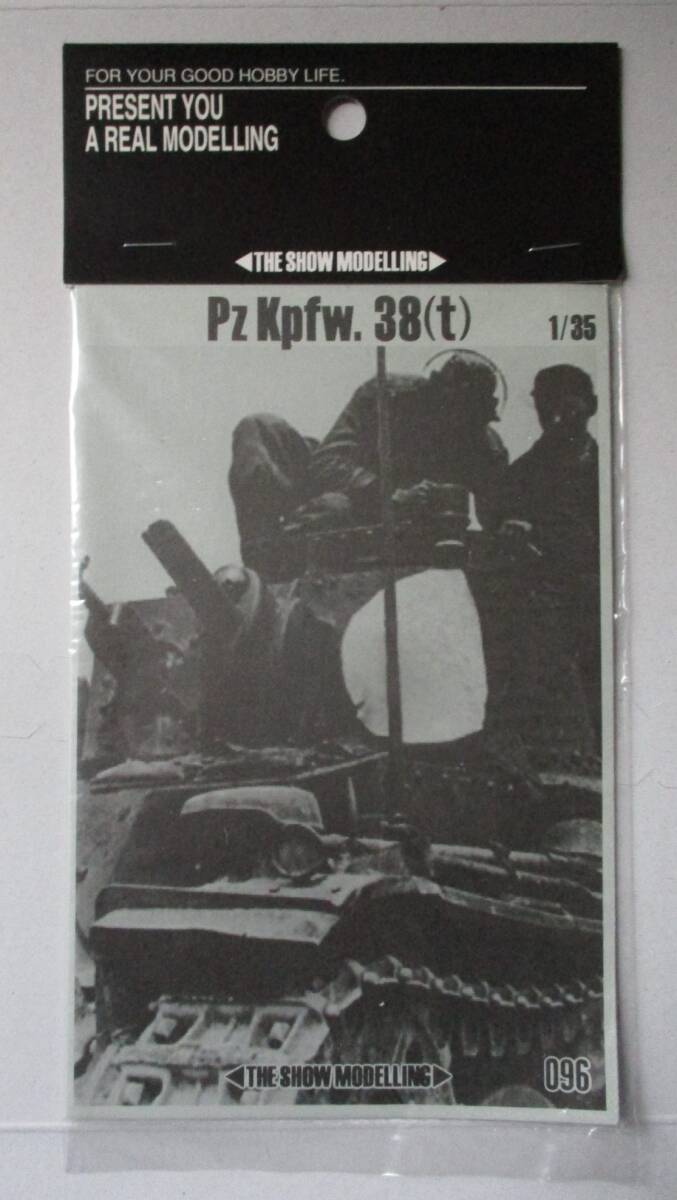 FOR YOUR GOOD HOBBY LIFE.
PRESENT YOU
A REAL MODELLING
THE SHOW MODELLING
Pz Kpfw. 38(t)
1/35
THE SHOW MODELLING
096